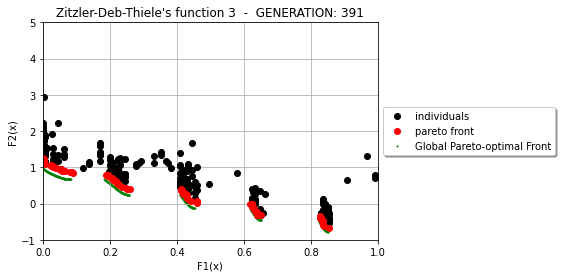 Zitzler-Deb-Thiele's function 3 - GENERATION: 391
5
4
3
2
1
0
−1
F2(x)
0.0 0.2 0.4 0.6 0.8 1.0
F1(x)
individuals
pareto front
Global Pareto-optimal Front